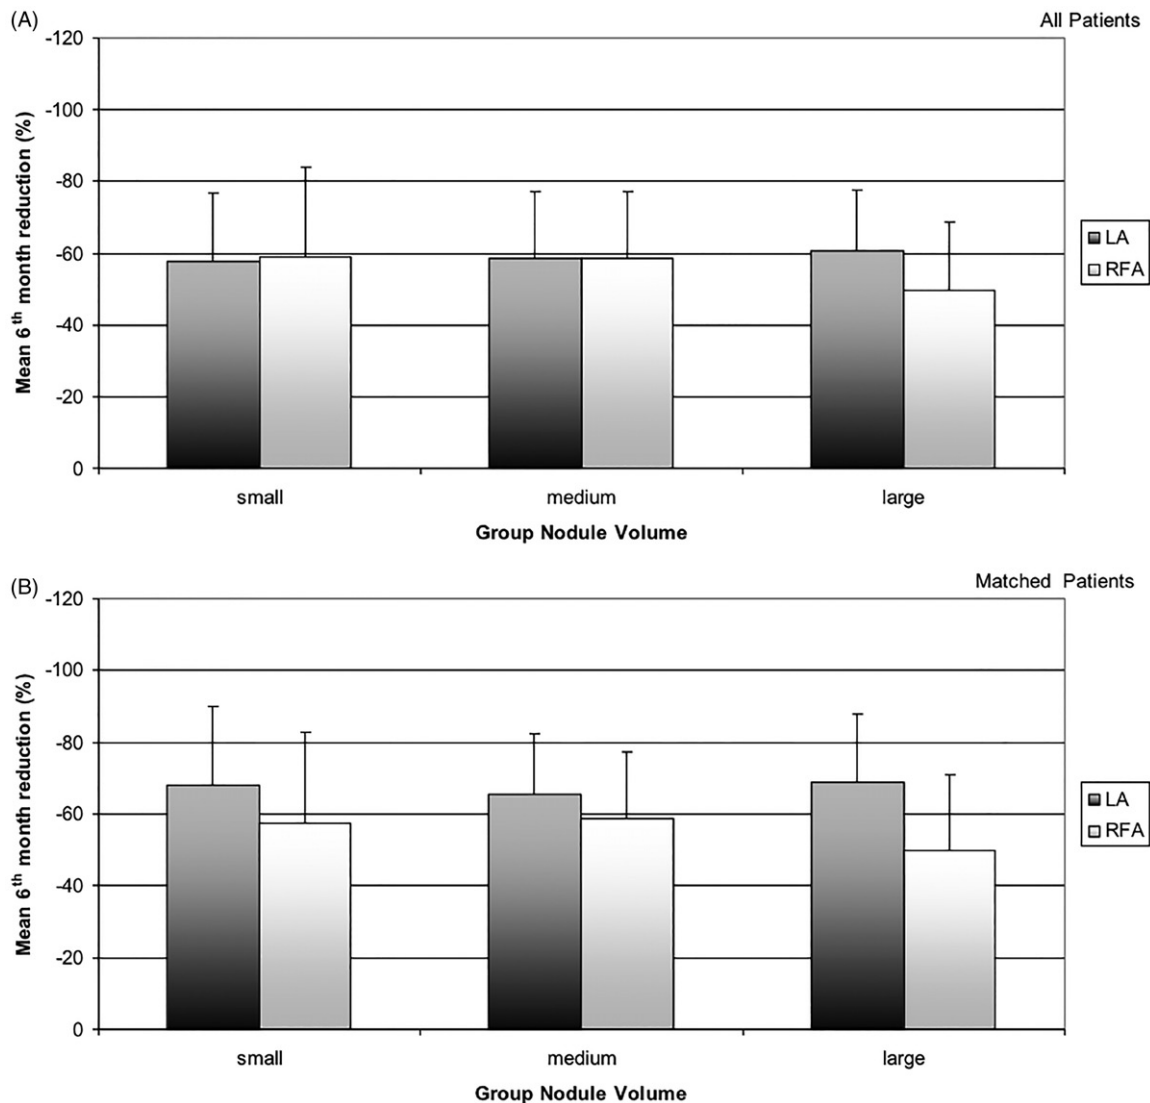 (A)
All Patients
-120
-100
-80
-60
-40
-20
0
Mean 6th month reduction (%)
small medium large
Group Nodule Volume
LA
RFA
(B)
Matched Patients
-120
-100
-80
-60
-40
-20
0
Mean 6th month reduction (%)
small medium large
Group Nodule Volume
LA
RFA